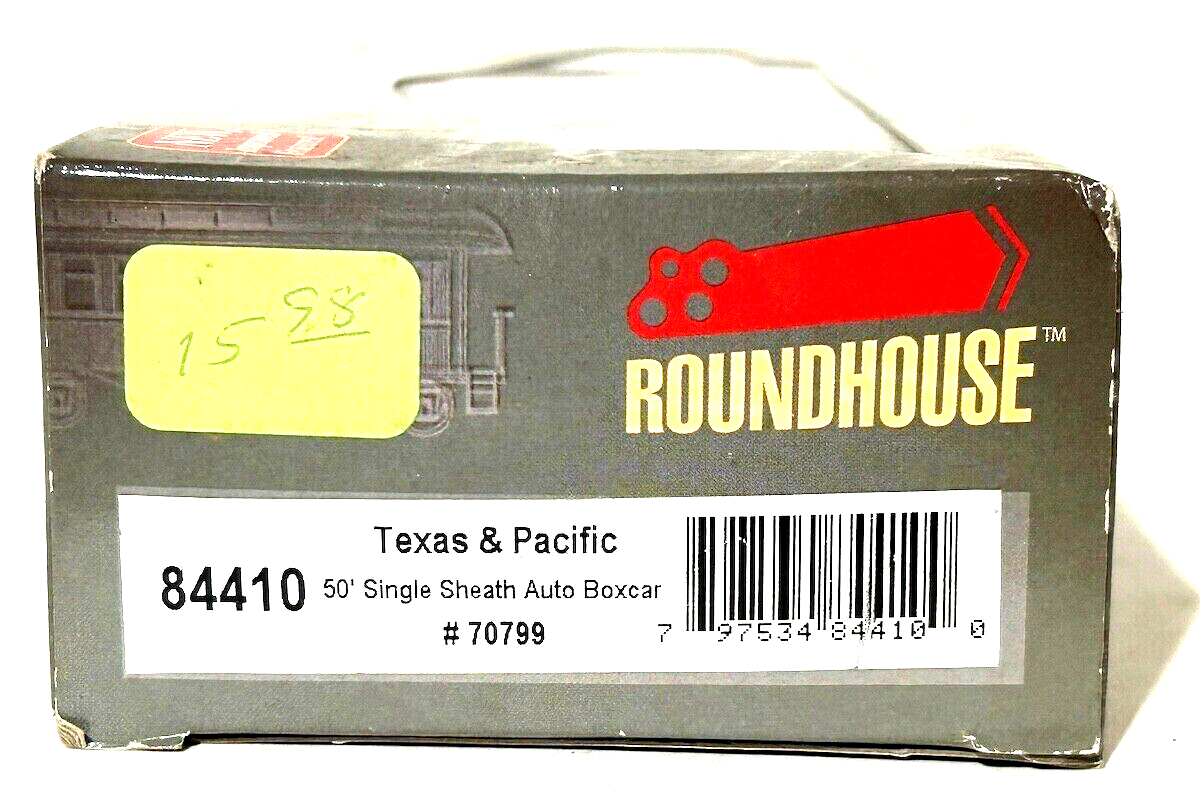 15 98
ROUNDHOUSE™
Texas & Pacific
84410
50' Single Sheath Auto Boxcar
# 70799
7 97534 84410 0